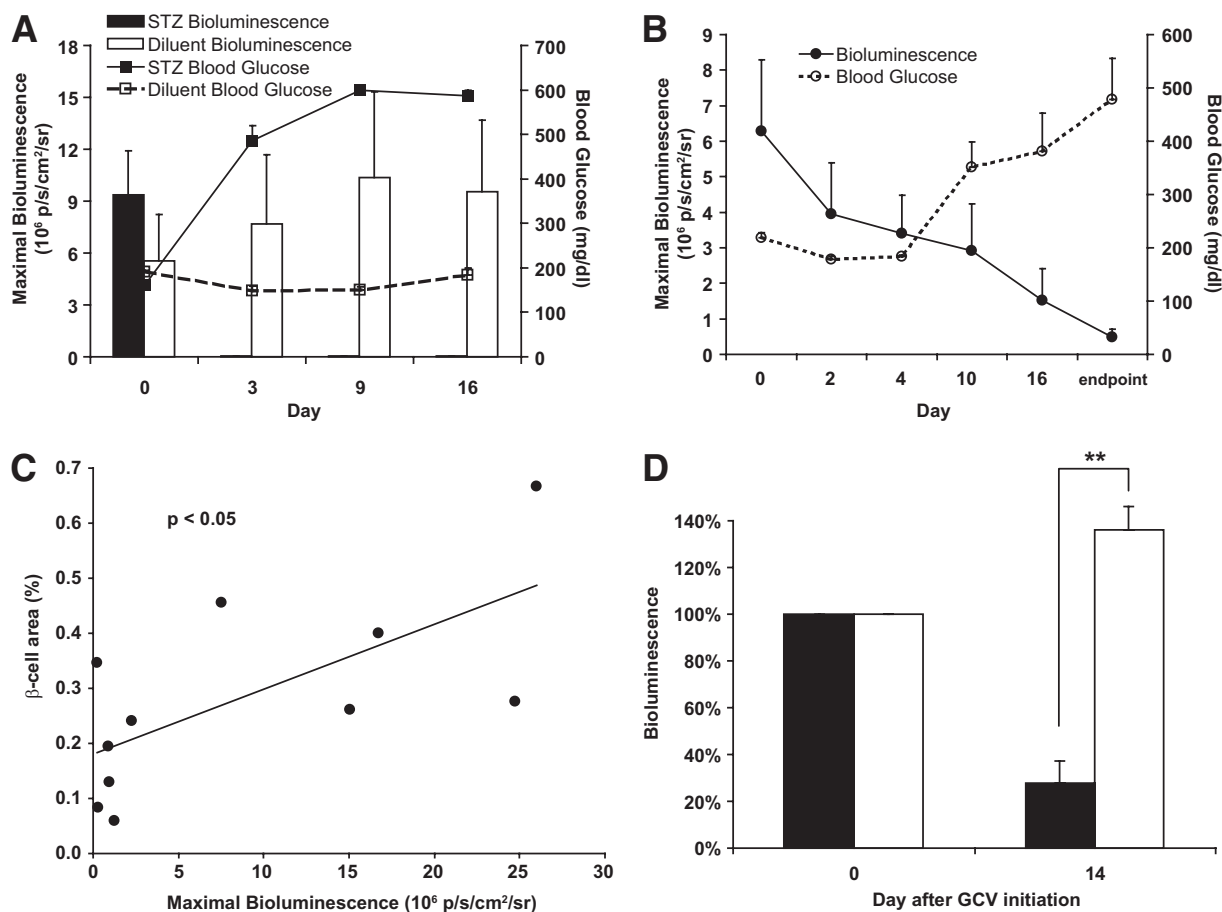 A
STZ Bioluminescence
Diluent Bioluminescence
STZ Blood Glucose
Diluent Blood Glucose
Maximal Bioluminescence
(10⁶ p/s/cm²/sr)
18
15
12
9
6
3
0
700
600
500
400
300
200
100
0
Blood Glucose (mg/dl)
0 3 9 16
Day
B
Bioluminescence
Blood Glucose
Maximal Bioluminescence
(10⁶ p/s/cm²/sr)
9
8
7
6
5
4
3
2
1
0
600
500
400
300
200
100
0
Blood Glucose (mg/dl)
0 2 4 10 16 endpoint
Day
C
p < 0.05
β-cell area (%)
0.7
0.6
0.5
0.4
0.3
0.2
0.1
0.0
0 5 10 15 20 25 30
Maximal Bioluminescence (10⁶ p/s/cm²/sr)
D
**
Bioluminescence
140%
120%
100%
80%
60%
40%
20%
0%
0 14
Day after GCV initiation